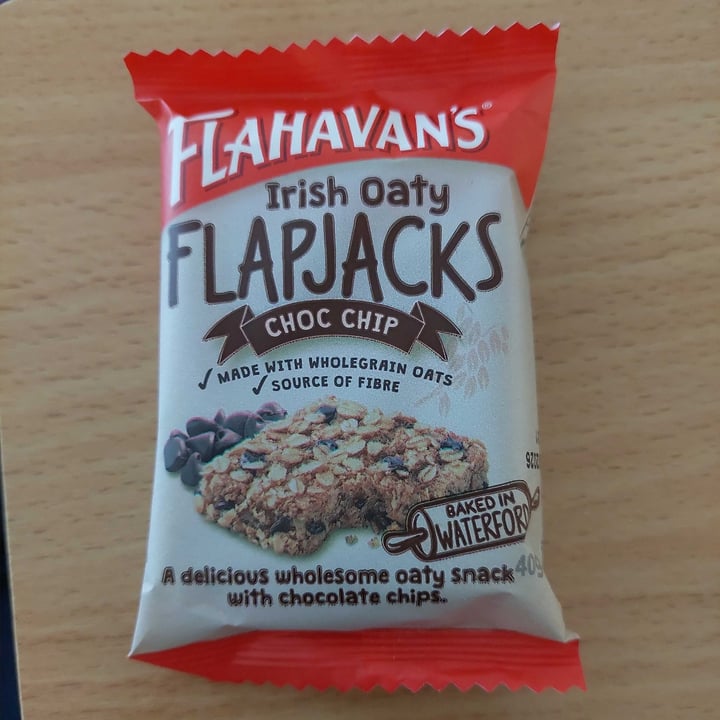 FLAHAVAN'S®
Irish Oaty
FLAPJACKS
CHOC CHIP
✓ MADE WITH WHOLEGRAIN OATS
✓ SOURCE OF FIBRE
BAKED IN
WATERFORD
A delicious wholesome oaty snack
with chocolate chips..
40g